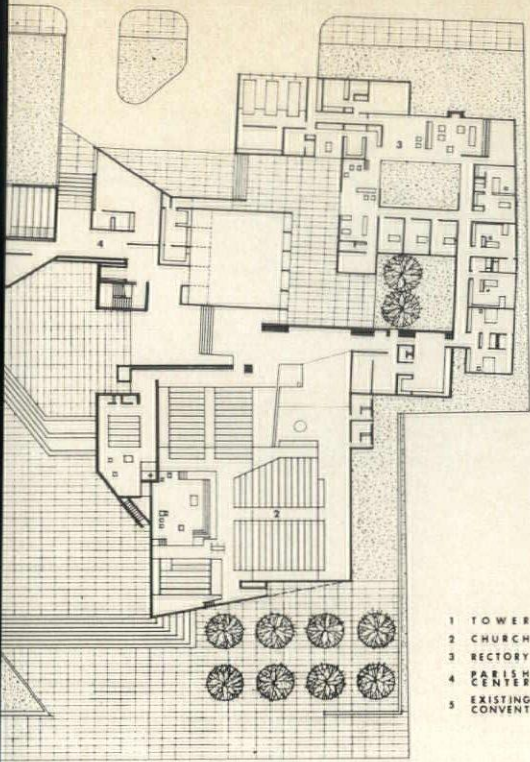 3
4
2
1 TOWER
2 CHURCH
3 RECTORY
4 PARISH CENTER
5 EXISTING CONVENT